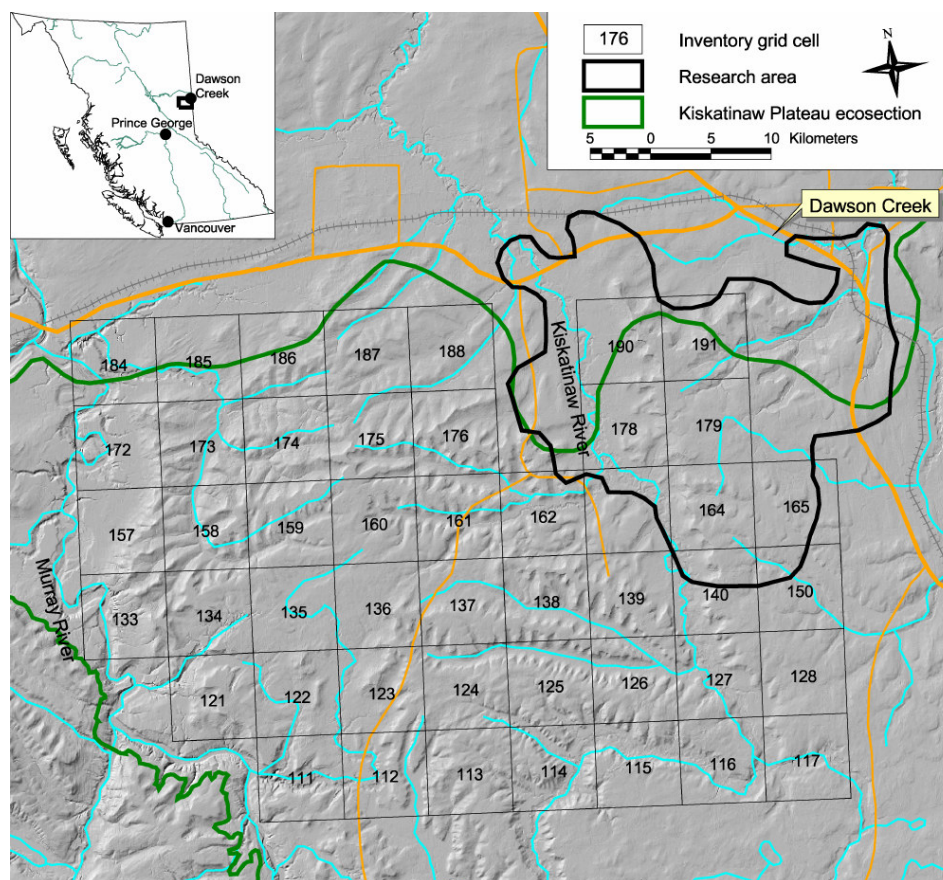 Dawson
Creek
Prince George
Vancouver
176 Inventory grid cell
Research area
Kiskatinaw Plateau ecosection
5 0 5 10 Kilometers
N
Dawson Creek
Kiskatinaw River
Murray River
184 185 186 187 188 190 191
172 173 174 175 176 178 179
157 158 159 160 161 162 164 165
133 134 135 136 137 138 139 140 150
121 122 123 124 125 126 127 128
111 112 113 114 115 116 117